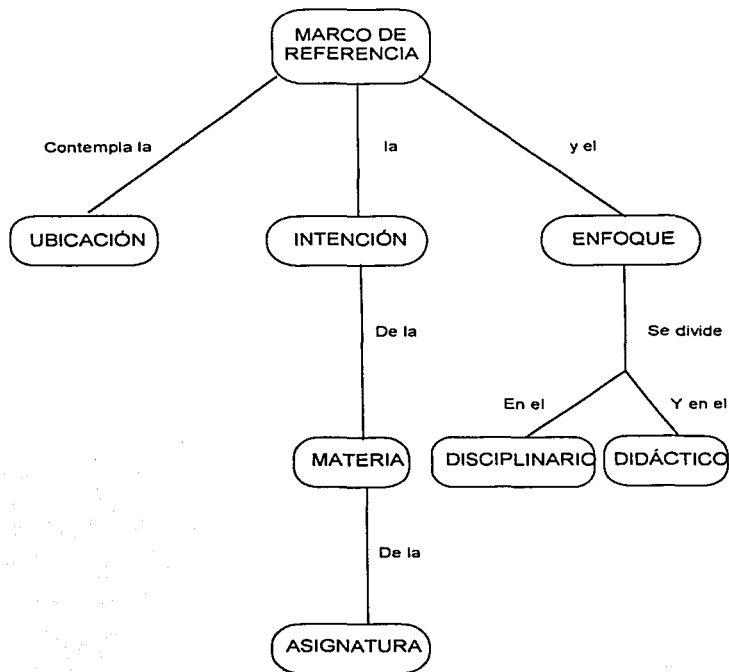 MARCO DE
REFERENCIA
Contempla la
la
y el
UBICACIÓN
INTENCIÓN
ENFOQUE
De la
Se divide
En el
Y en el
MATERIA
DISCIPLINARIO
DIDÁCTICO
De la
ASIGNATURA